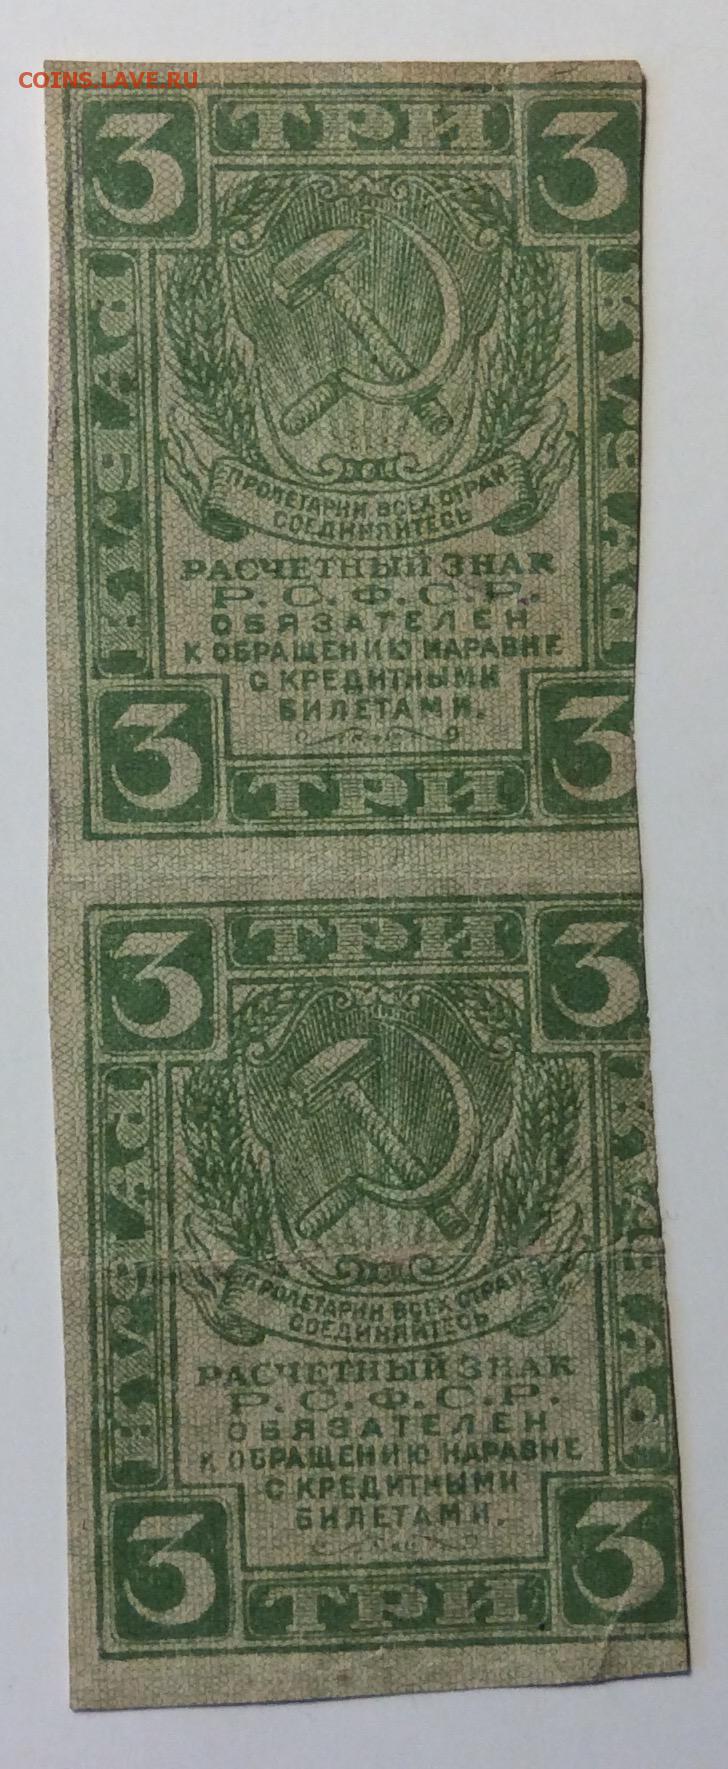 COINS.LAVE.RU
3 ТРИ 3
РУБЛЯ
РУБЛЯ
ПРОЛЕТАРИИ ВСЕХ СТРАН
СОЕДИНЯЙТЕСЬ
РАСЧЕТНЫЙ ЗНАК
Р.С.Ф.С.Р.
ОБЯЗАТЕЛЕН
К ОБРАЩЕНИЮ НАРАВНЕ
С КРЕДИТНЫМИ
БИЛЕТАМИ.
3 ТРИ 3
3 ТРИ 3
РУБЛЯ
РУБЛЯ
ПРОЛЕТАРИИ ВСЕХ СТРАН
СОЕДИНЯЙТЕСЬ
РАСЧЕТНЫЙ ЗНАК
Р.С.Ф.С.Р.
ОБЯЗАТЕЛЕН
К ОБРАЩЕНИЮ НАРАВНЕ
С КРЕДИТНЫМИ
БИЛЕТАМИ.
3 ТРИ 3